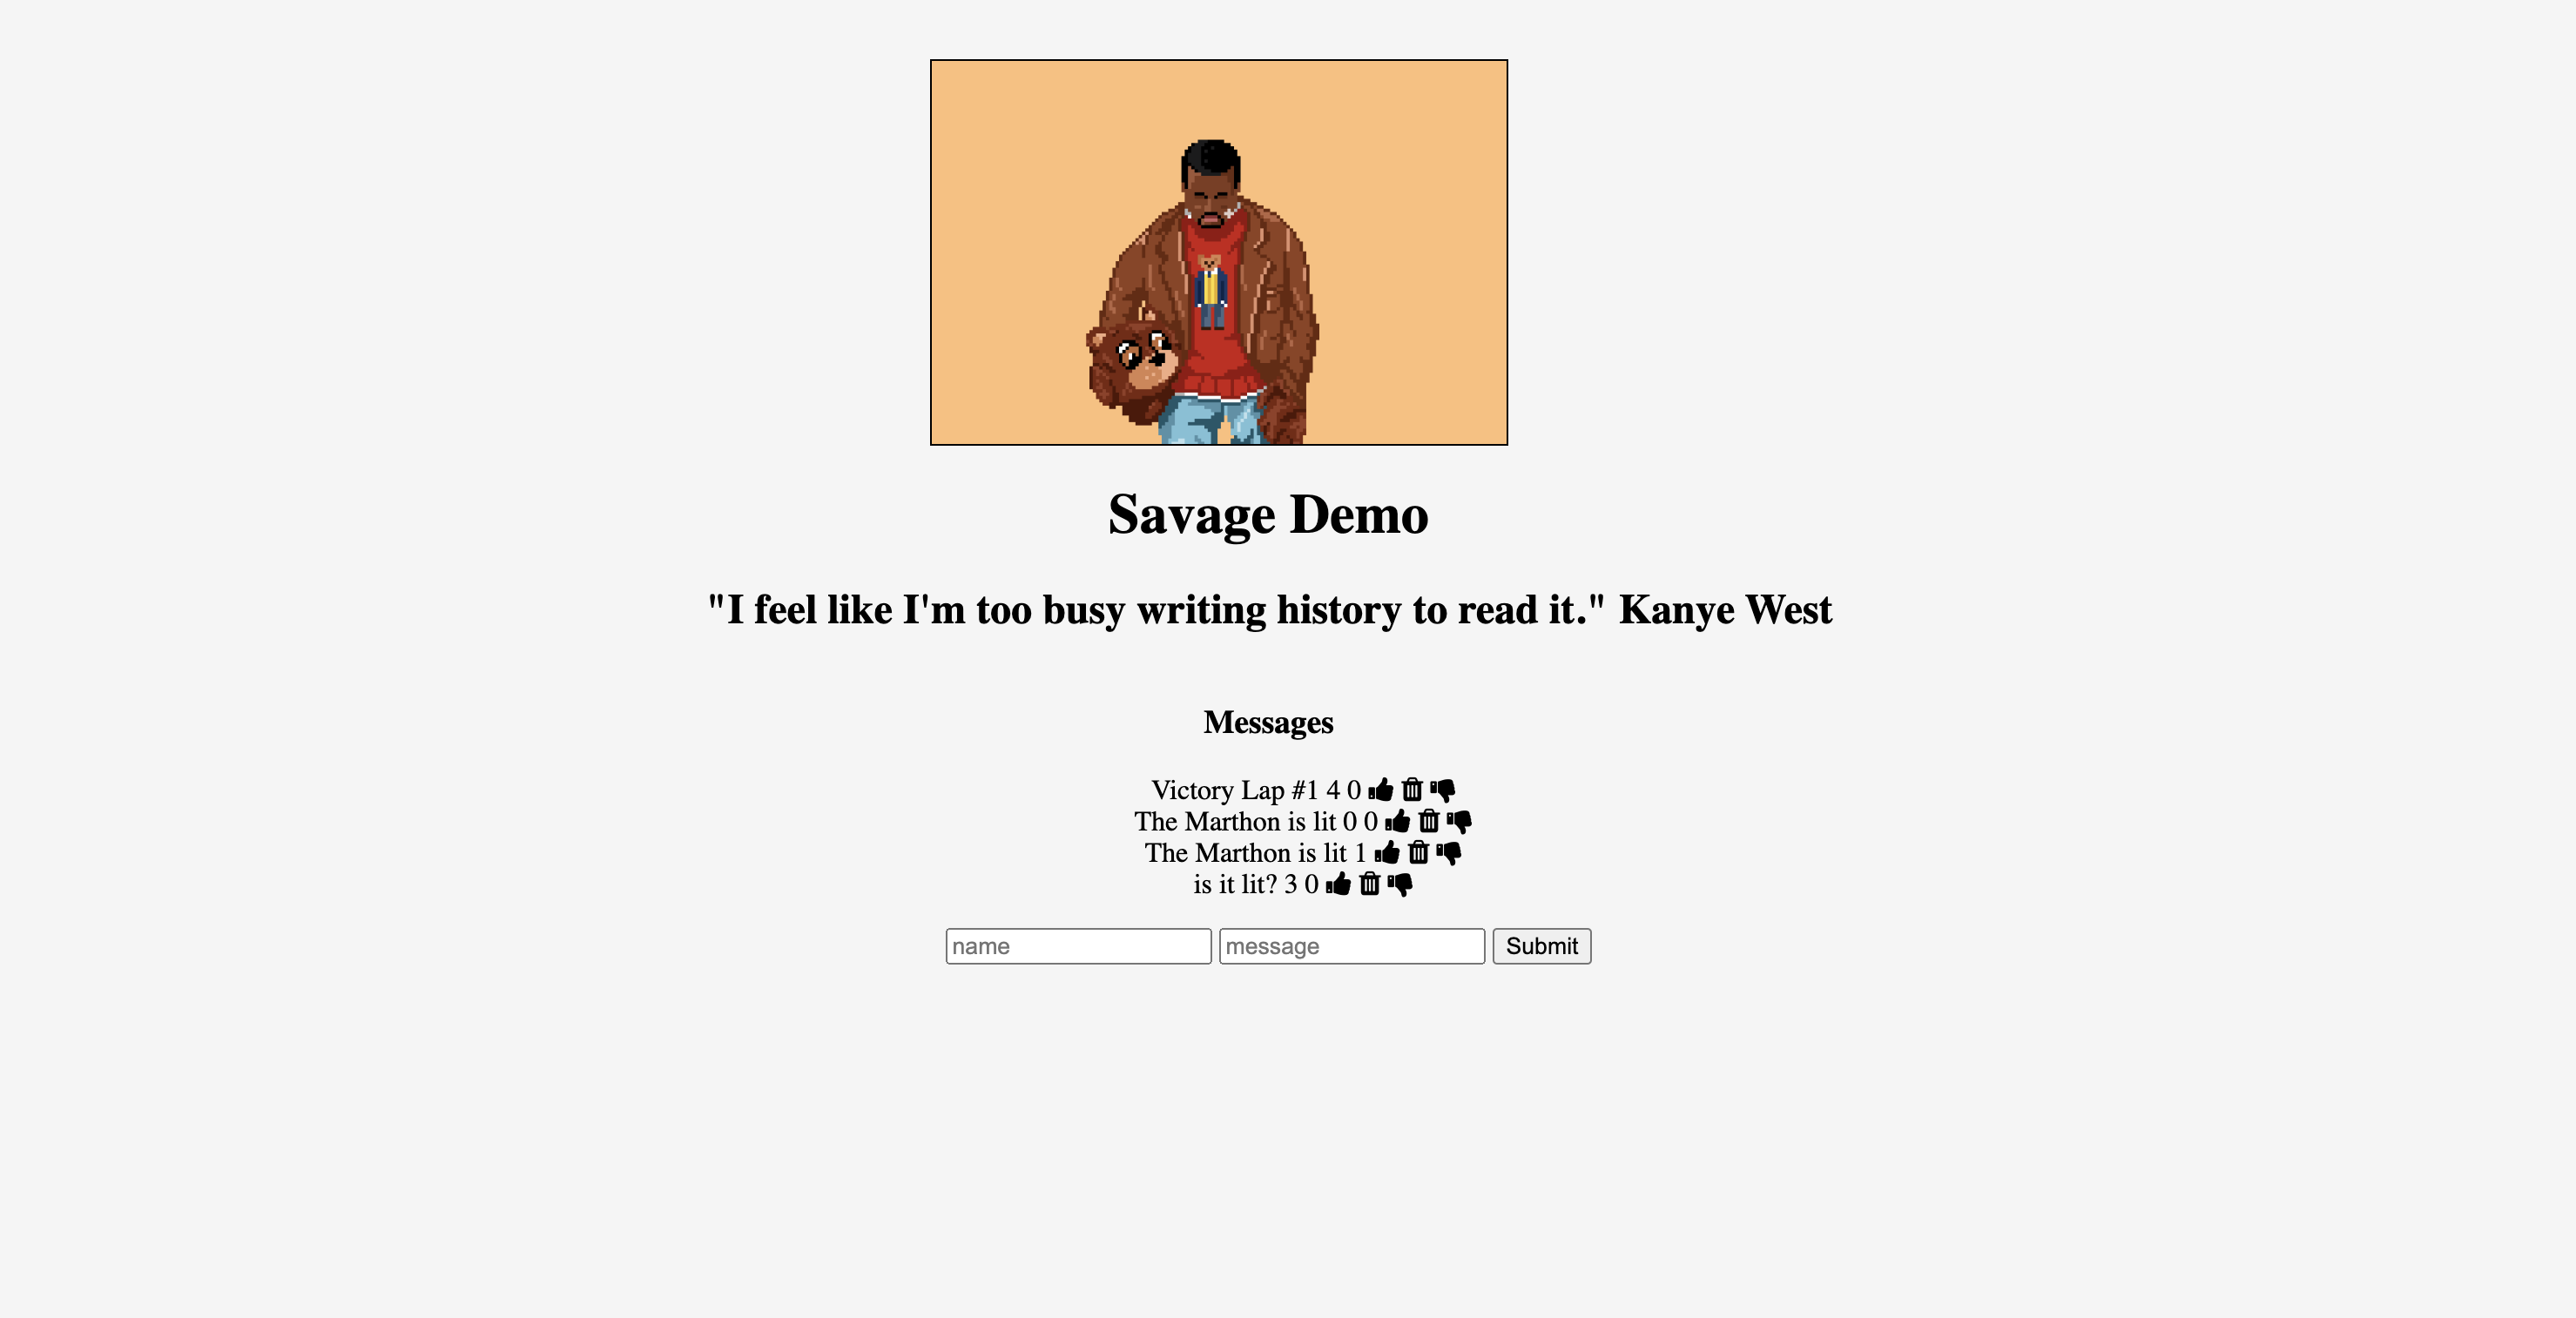 Savage Demo
"I feel like I'm too busy writing history to read it." Kanye West
Messages
Victory Lap #1 4 0
The Marthon is lit 0 0
The Marthon is lit 1
is it lit? 3 0
name message Submit